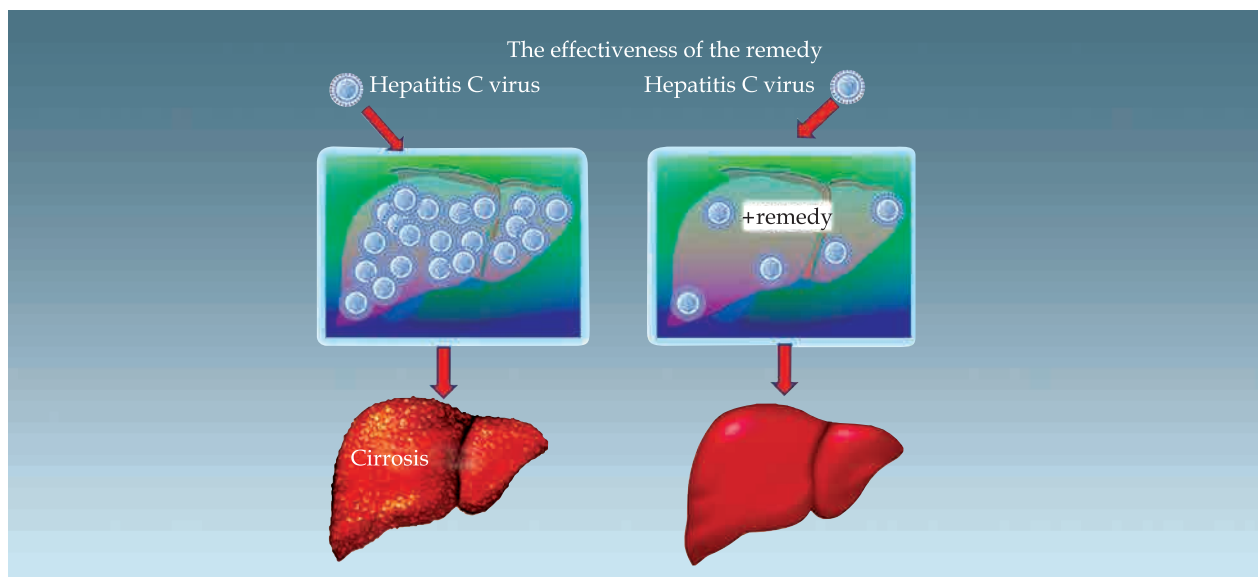 The effectiveness of the remedy
Hepatitis C virus
Hepatitis C virus
+remedy
Cirrosis